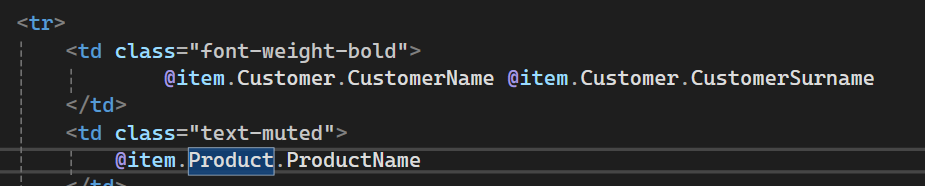 <tr>
<td class="font-weight-bold">
@item.Customer.CustomerName @item.Customer.CustomerSurname
</td>
<td class="text-muted">
@item.Product.ProductName
</td>